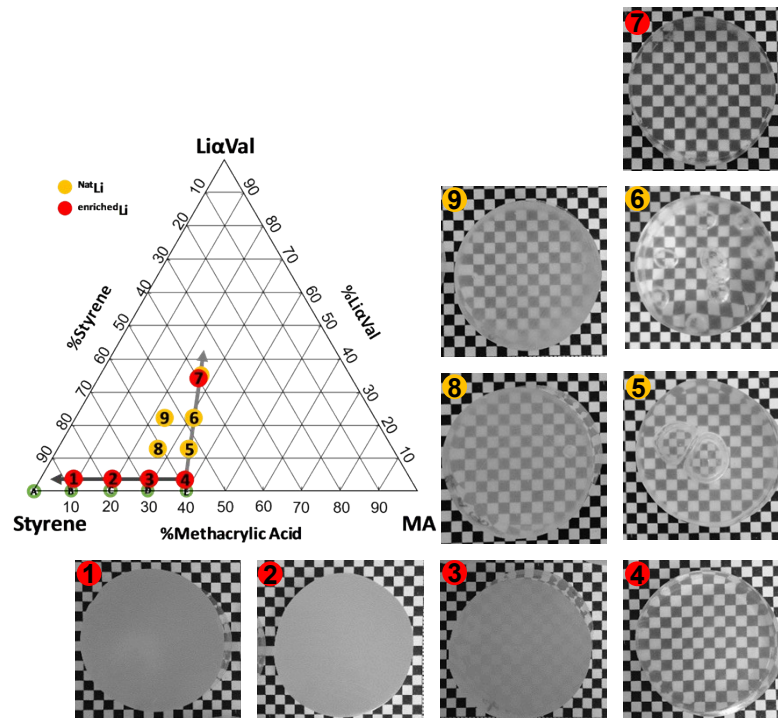 7
LiαVal
NatLi
enrichedLi
10 90
20 80
30 70
40 60
50 50
60 40
70 30
80 20
90 10
%Styrene
%LiαVal
7
9 6
8 5
1 2 3 4
A B C D E
10 20 30 40 50 60 70 80 90
Styrene
%Methacrylic Acid
MA
9
6
8
5
1
2
3
4